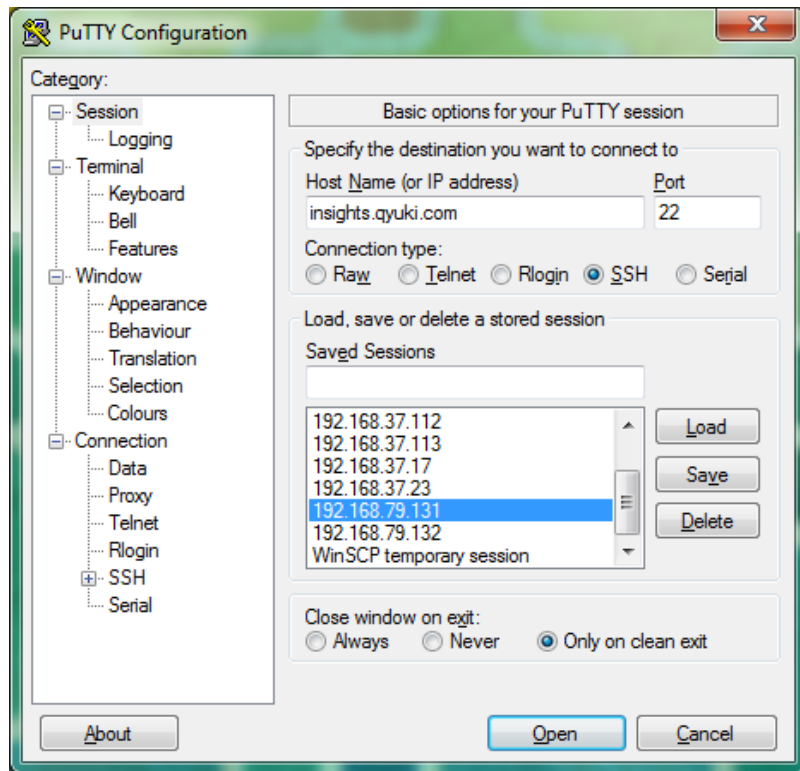 PuTTY Configuration
Category:
Session
Logging
Terminal
Keyboard
Bell
Features
Window
Appearance
Behaviour
Translation
Selection
Colours
Connection
Data
Proxy
Telnet
Rlogin
SSH
Serial
Basic options for your PuTTY session
Specify the destination you want to connect to
Host Name (or IP address) Port
insights.qyuki.com 22
Connection type:
Raw Telnet Rlogin SSH Serial
Load, save or delete a stored session
Saved Sessions
192.168.37.112
192.168.37.113
192.168.37.17
192.168.37.23
192.168.79.131
192.168.79.132
WinSCP temporary session
Load
Save
Delete
Close window on exit:
Always Never Only on clean exit
About Open Cancel